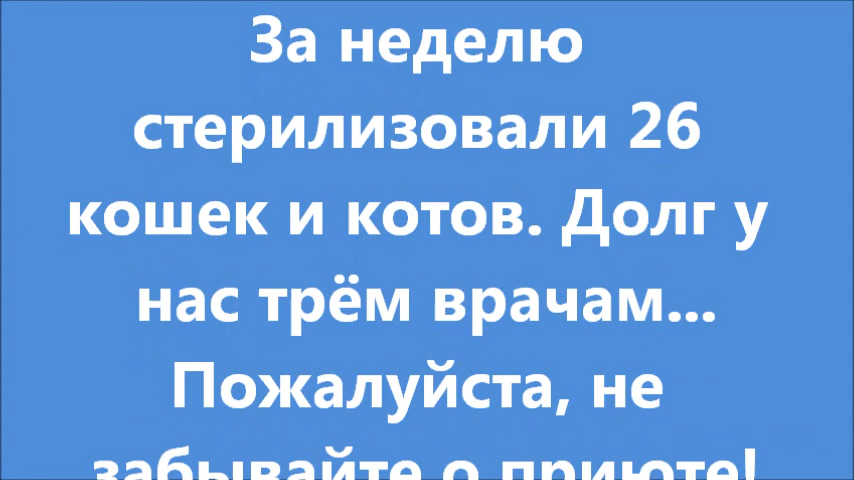 За неделю
стерилизовали 26
кошек и котов. Долг у
нас трём врачам...
Пожалуйста, не
забывайте о приюте!